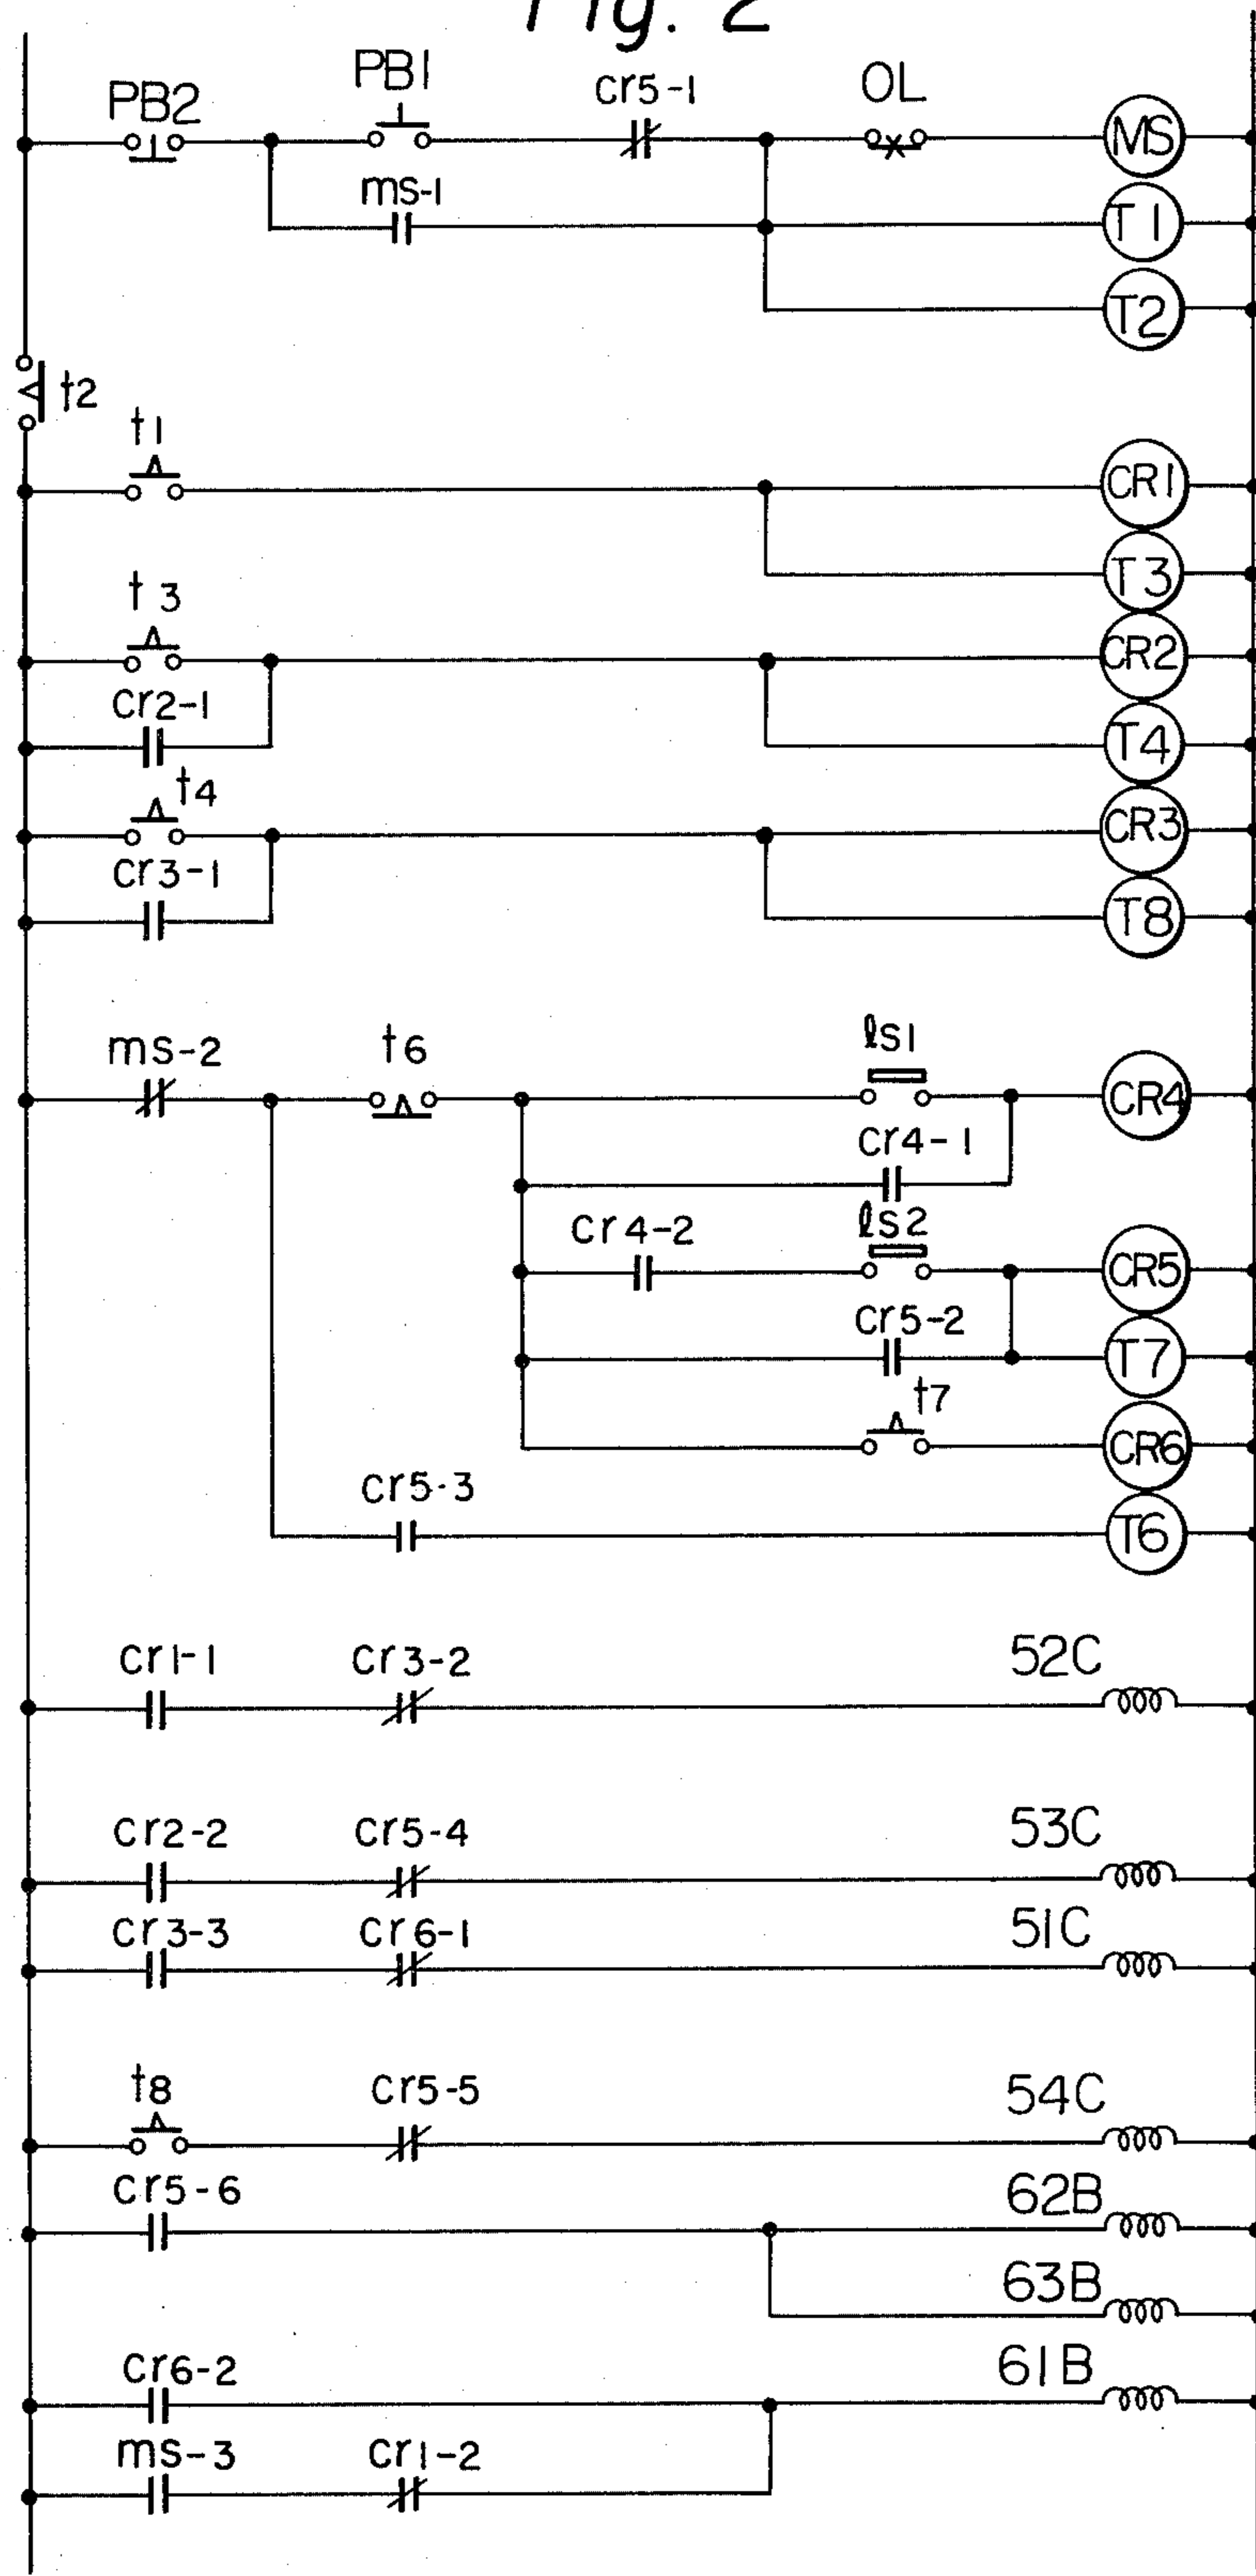 Fig. 2
PB2 PB1 cr5-1 OL MS
ms-1 T1
T2
t2
t1 CR1
T3
t3 CR2
cr2-1 T4
t4 CR3
cr3-1 T8
ms-2 t6 ls1 CR4
cr4-1
cr4-2 ls2 CR5
cr5-2 T7
t7 CR6
cr5-3 T6
cr1-1 cr3-2 52C
cr2-2 cr5-4 53C
cr3-3 cr6-1 51C
t8 cr5-5 54C
cr5-6 62B
63B
cr6-2 61B
ms-3 cr1-2